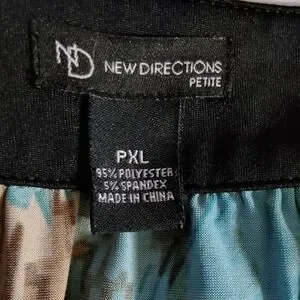 ND
NEW DIRECTIONS
PETITE
PXL
95% POLYESTER
5% SPANDEX
MADE IN CHINA